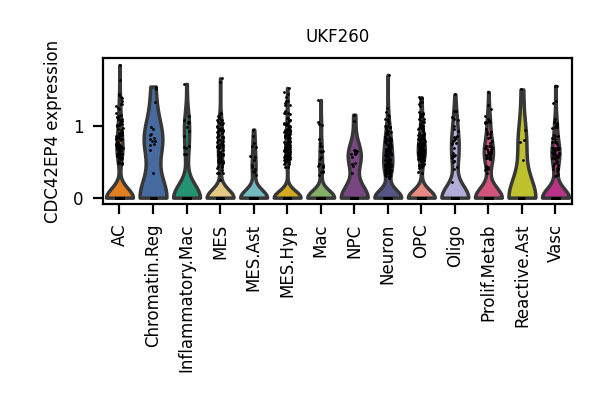 UKF260
CDC42EP4 expression
1
0
AC
Chromatin.Reg
Inflammatory.Mac
MES
MES.Ast
MES.Hyp
Mac
NPC
Neuron
OPC
Oligo
Prolif.Metab
Reactive.Ast
Vasc